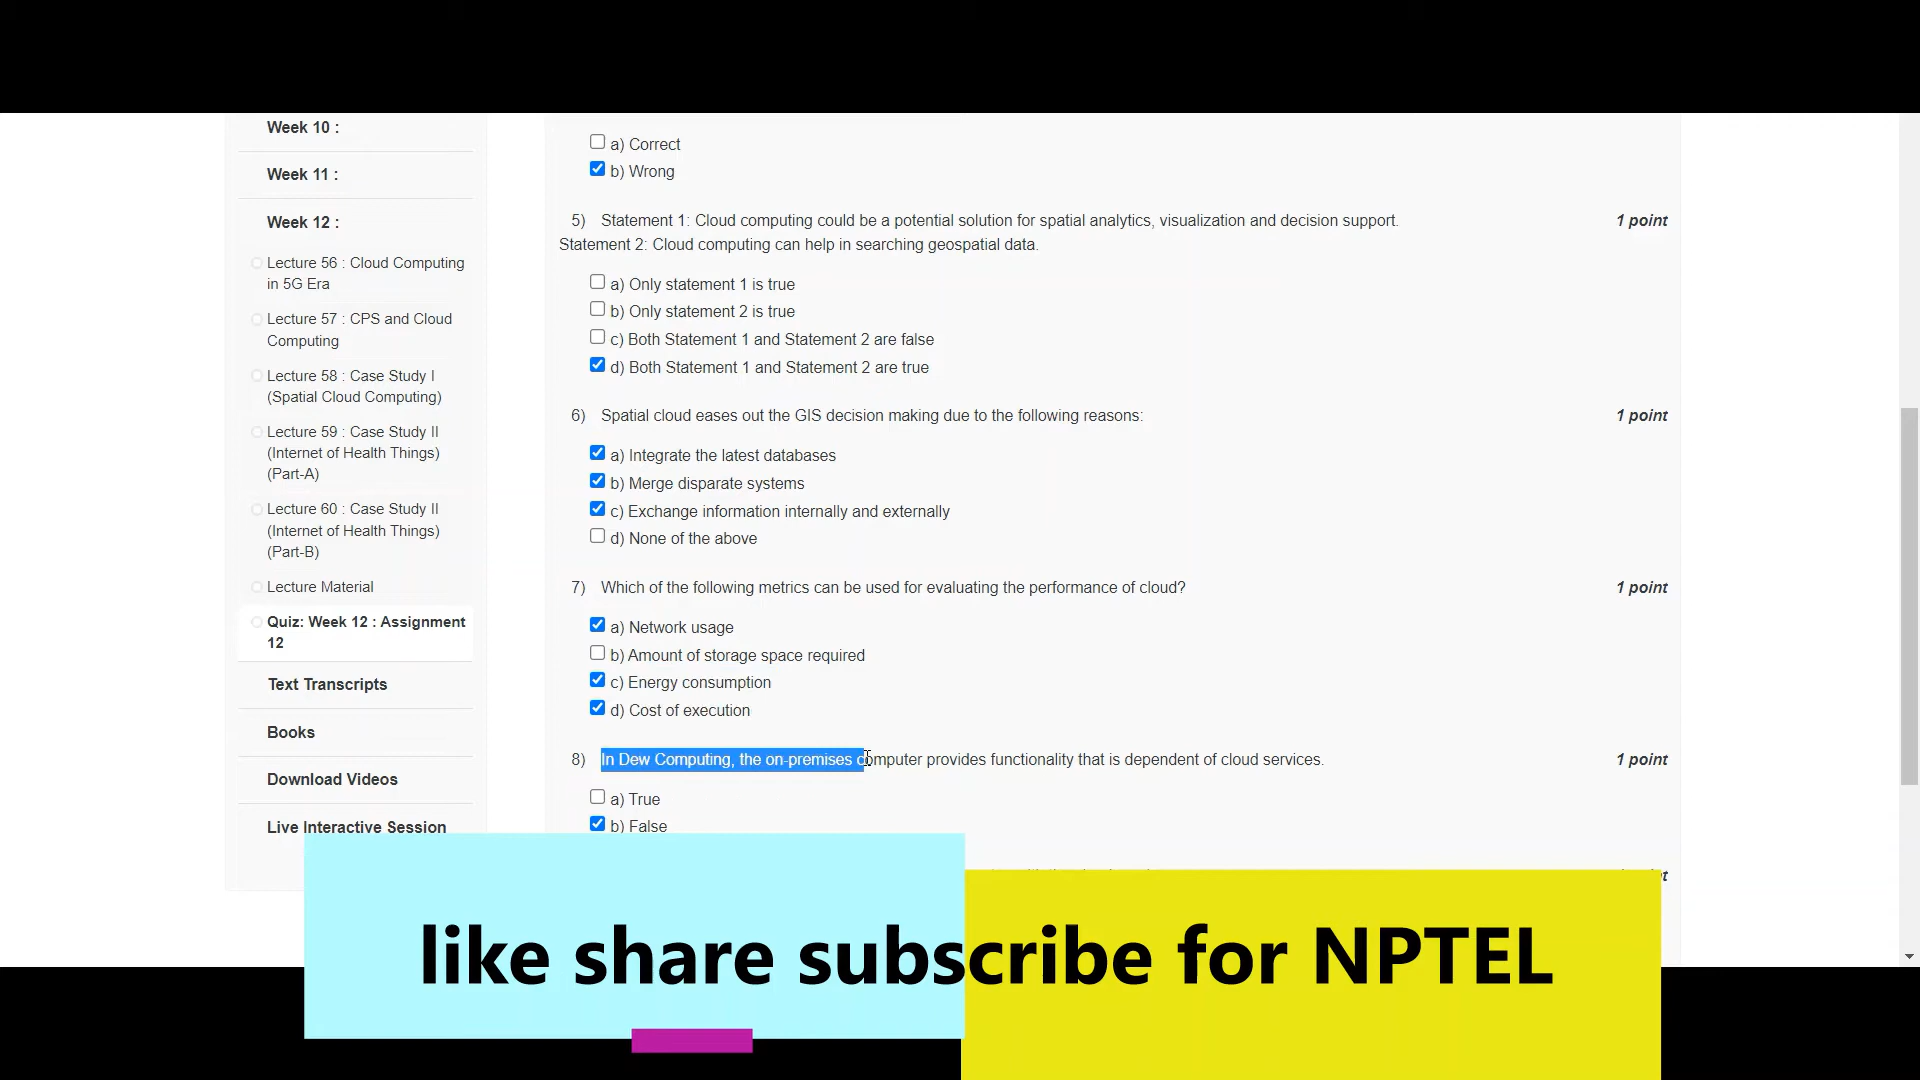 Week 10 :
Week 11 :
Week 12 :
Lecture 56 : Cloud Computing
in 5G Era
Lecture 57 : CPS and Cloud
Computing
Lecture 58 : Case Study I
(Spatial Cloud Computing)
Lecture 59 : Case Study II
(Internet of Health Things)
(Part-A)
Lecture 60 : Case Study II
(Internet of Health Things)
(Part-B)
Lecture Material
Quiz: Week 12 : Assignment
12
Text Transcripts
Books
Download Videos
Live Interactive Session
a) Correct
b) Wrong
5) Statement 1: Cloud computing could be a potential solution for spatial analytics, visualization and decision support. 1 point
Statement 2: Cloud computing can help in searching geospatial data.
a) Only statement 1 is true
b) Only statement 2 is true
c) Both Statement 1 and Statement 2 are false
d) Both Statement 1 and Statement 2 are true
6) Spatial cloud eases out the GIS decision making due to the following reasons: 1 point
a) Integrate the latest databases
b) Merge disparate systems
c) Exchange information internally and externally
d) None of the above
7) Which of the following metrics can be used for evaluating the performance of cloud? 1 point
a) Network usage
b) Amount of storage space required
c) Energy consumption
d) Cost of execution
8) In Dew Computing, the on-premises computer provides functionality that is dependent of cloud services. 1 point
a) True
b) False
like share subscribe for NPTEL